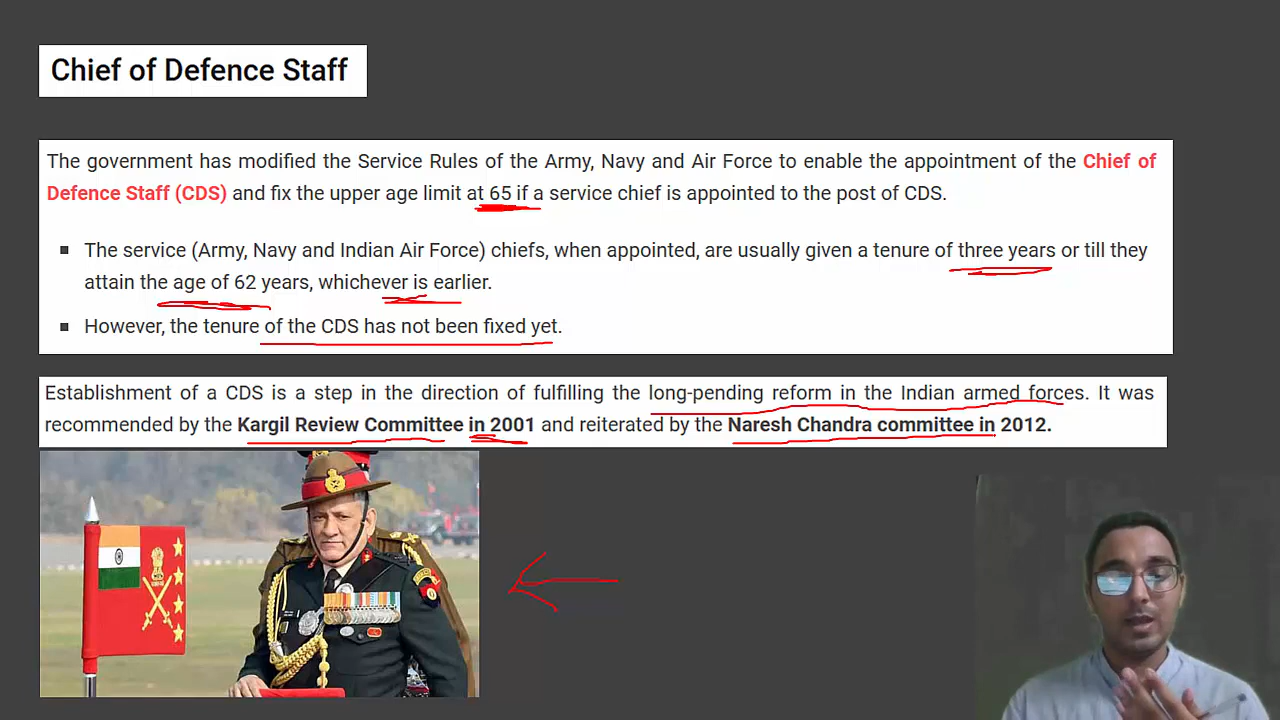 Chief of Defence Staff
The government has modified the Service Rules of the Army, Navy and Air Force to enable the appointment of the Chief of
Defence Staff (CDS) and fix the upper age limit at 65 if a service chief is appointed to the post of CDS.
▪ The service (Army, Navy and Indian Air Force) chiefs, when appointed, are usually given a tenure of three years or till they
attain the age of 62 years, whichever is earlier.
▪ However, the tenure of the CDS has not been fixed yet.
Establishment of a CDS is a step in the direction of fulfilling the long-pending reform in the Indian armed forces. It was
recommended by the Kargil Review Committee in 2001 and reiterated by the Naresh Chandra committee in 2012.